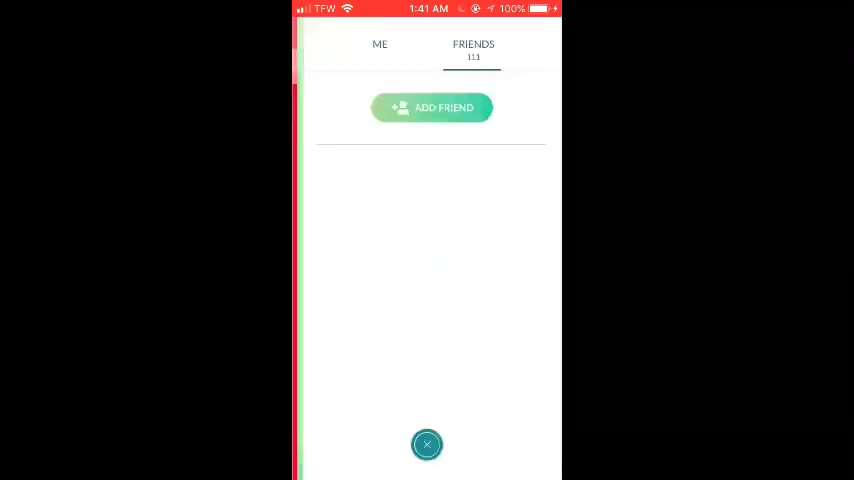 TFW 1:41 AM 100%
ME FRIENDS
111
ADD FRIEND